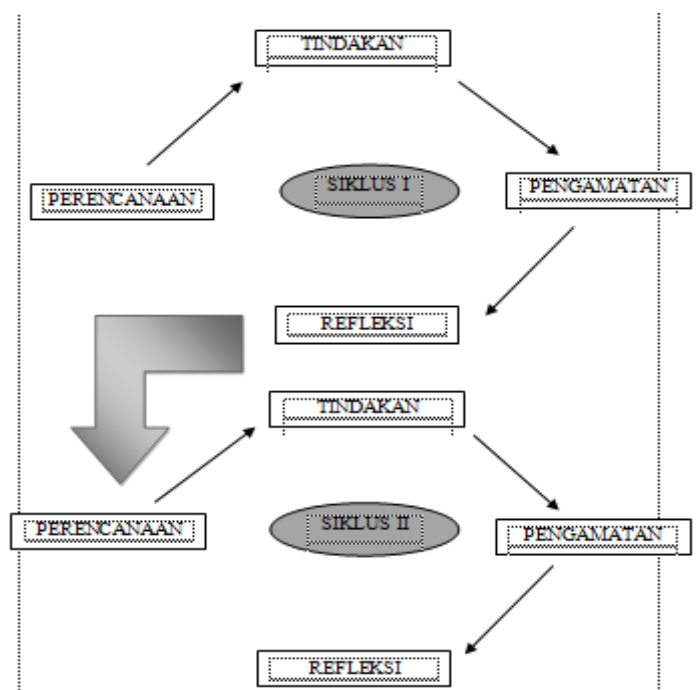 TINDAKAN
PERENCANAAN
SIKLUS I
PENGAMATAN
REFLEKSI
TINDAKAN
PERENCANAAN
SIKLUS II
PENGAMATAN
REFLEKSI